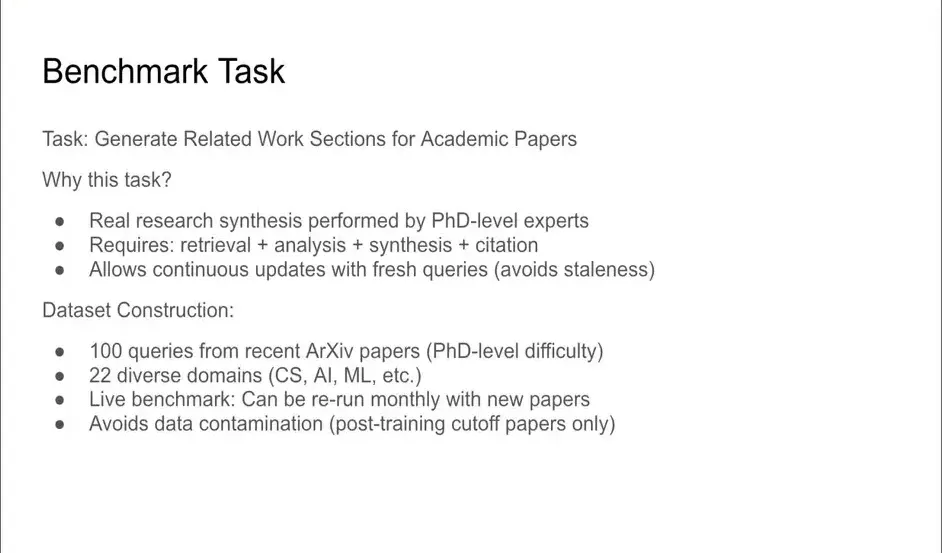 Benchmark Task
Task: Generate Related Work Sections for Academic Papers
Why this task?
● Real research synthesis performed by PhD-level experts
● Requires: retrieval + analysis + synthesis + citation
● Allows continuous updates with fresh queries (avoids staleness)
Dataset Construction:
● 100 queries from recent ArXiv papers (PhD-level difficulty)
● 22 diverse domains (CS, AI, ML, etc.)
● Live benchmark: Can be re-run monthly with new papers
● Avoids data contamination (post-training cutoff papers only)